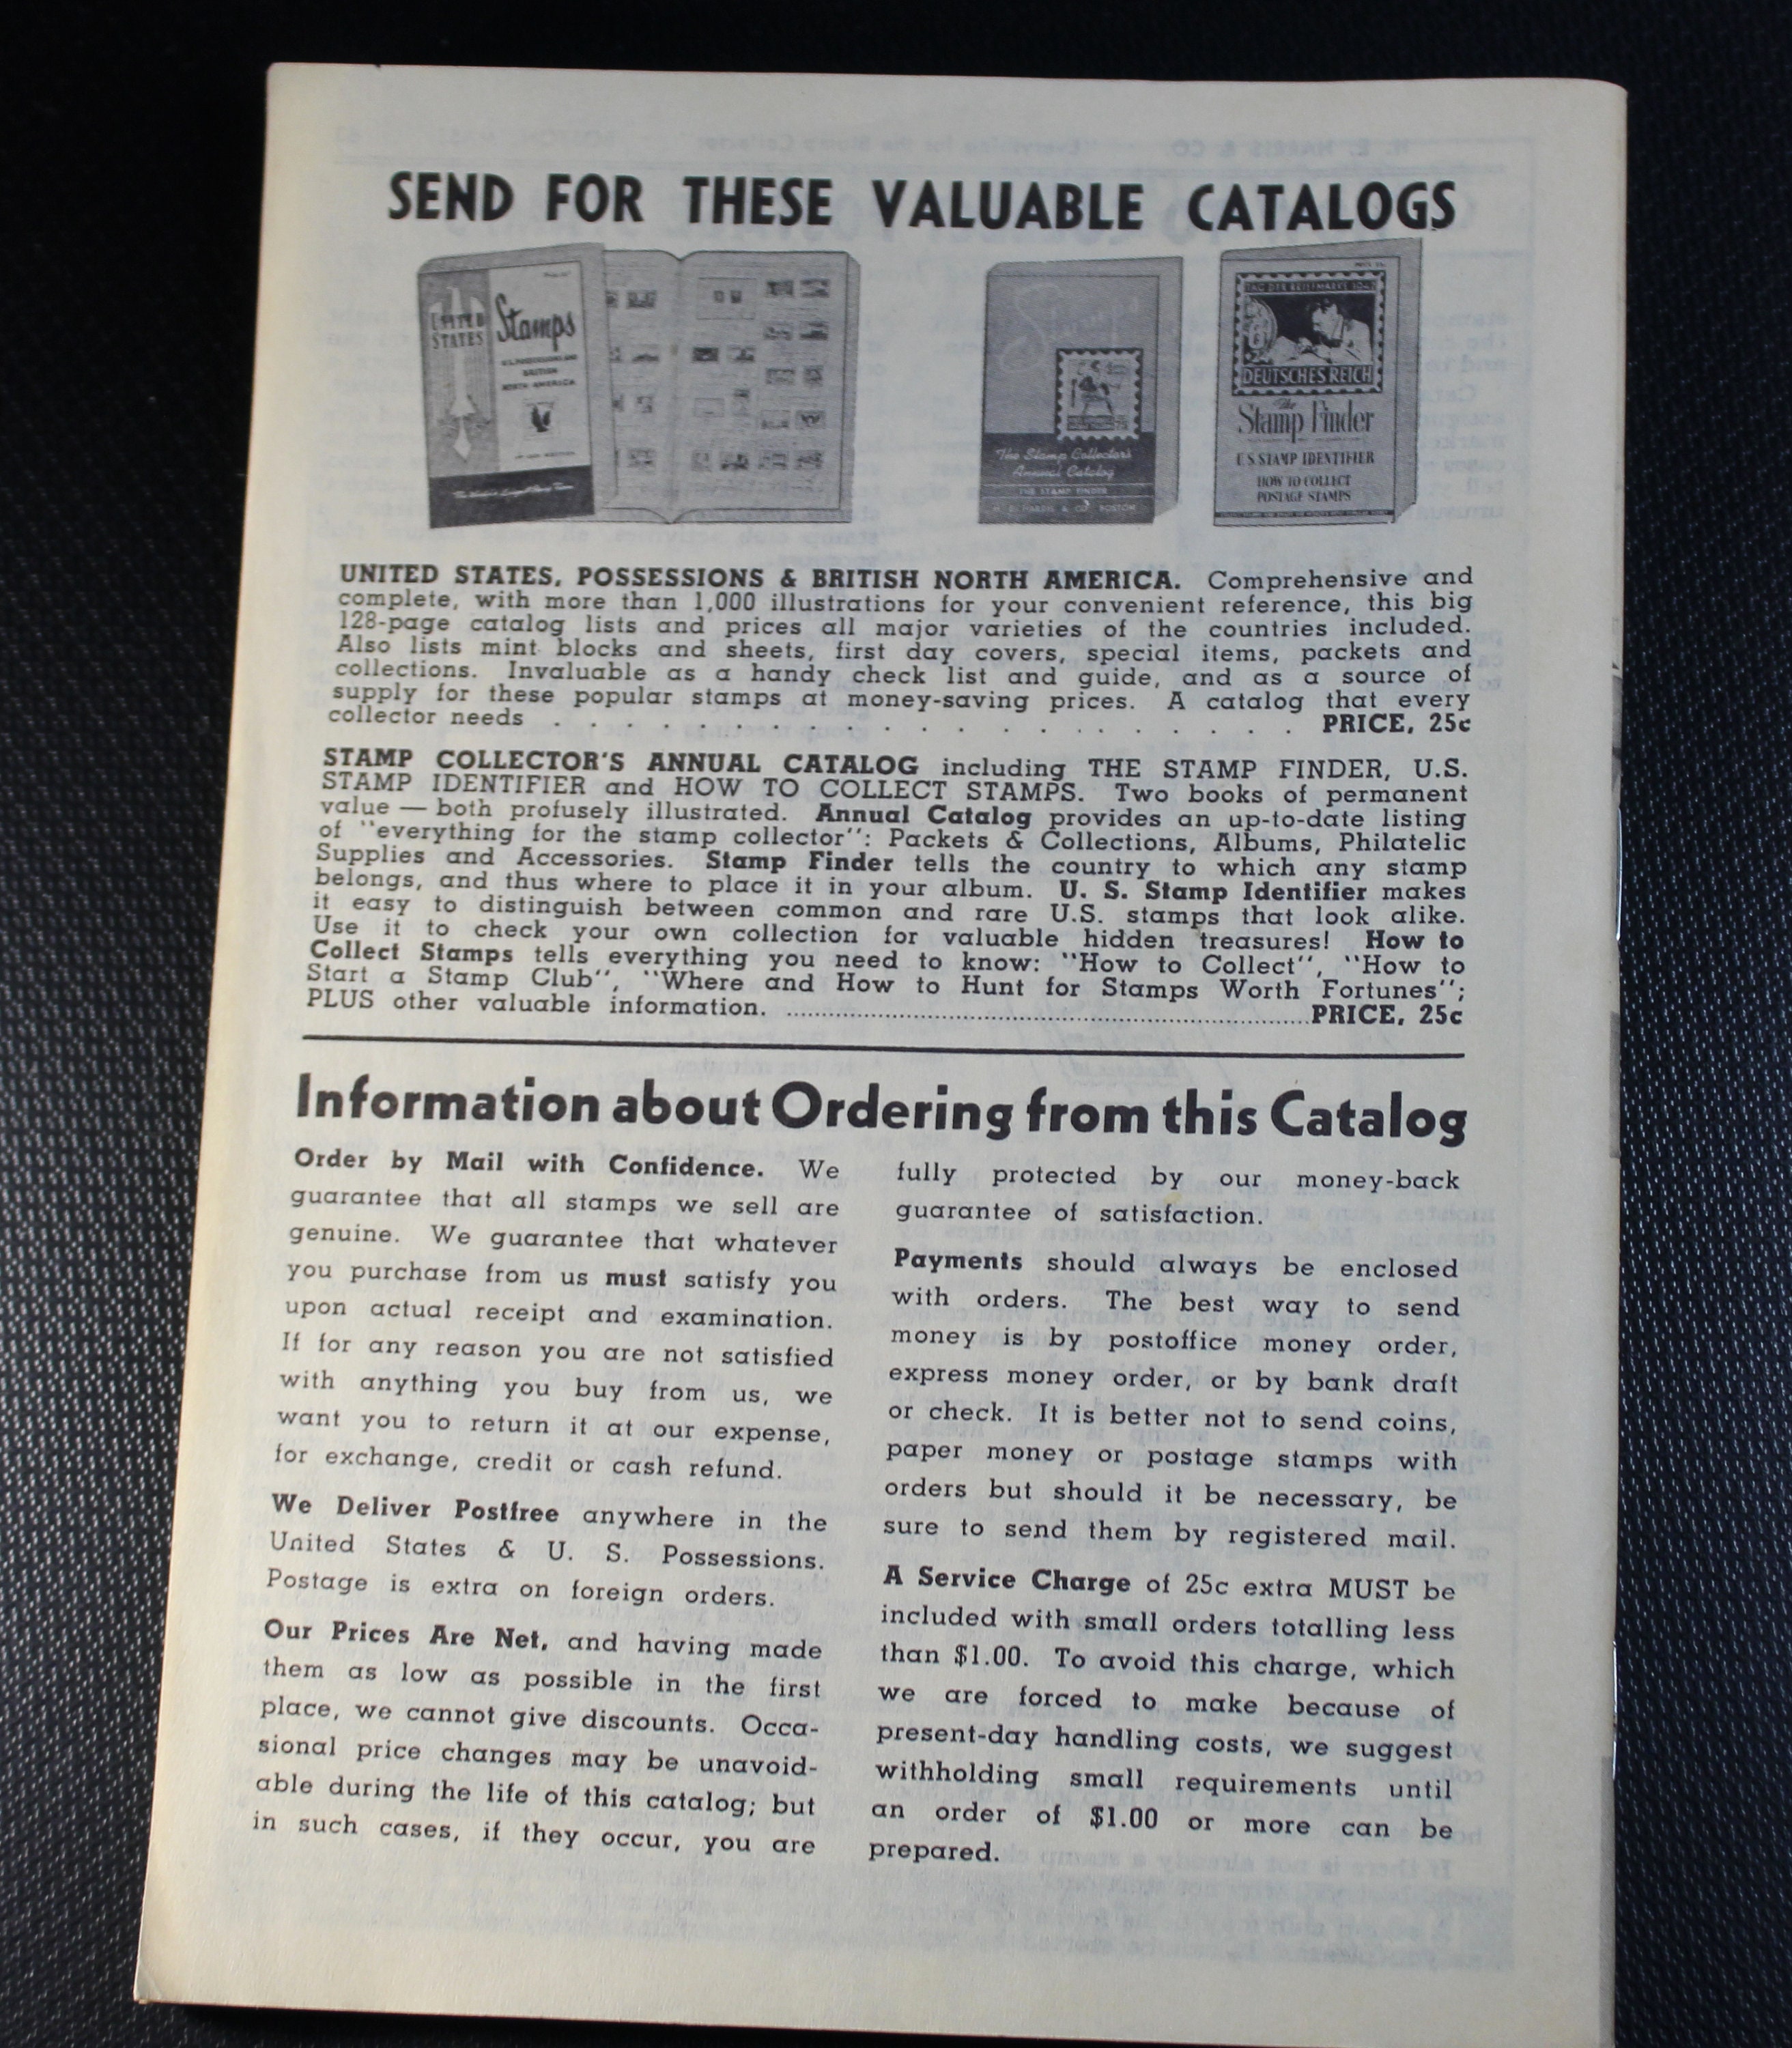 SEND FOR THESE VALUABLE CATALOGS
UNITED
STATES
Stamps
U.S. POSSESSIONS AND
BRITISH
NORTH AMERICA
The Stamp Collector's
Annual Catalog
THE STAMP FINDER
H. E. HARRIS & CO. BOSTON
TAG DER BRIEFMARKE 1942
DEUTSCHES REICH
The
Stamp Finder
U.S. STAMP IDENTIFIER
HOW TO COLLECT
POSTAGE STAMPS
UNITED STATES, POSSESSIONS & BRITISH NORTH AMERICA. Comprehensive and
complete, with more than 1,000 illustrations for your convenient reference, this big
128-page catalog lists and prices all major varieties of the countries included.
Also lists mint blocks and sheets, first day covers, special items, packets and
collections. Invaluable as a handy check list and guide, and as a source of
supply for these popular stamps at money-saving prices. A catalog that every
collector needs . . . . . . . . . . . . . . . . . . PRICE, 25c
STAMP COLLECTOR'S ANNUAL CATALOG including THE STAMP FINDER, U.S.
STAMP IDENTIFIER and HOW TO COLLECT STAMPS. Two books of permanent
value — both profusely illustrated. Annual Catalog provides an up-to-date listing
of "everything for the stamp collector": Packets & Collections, Albums, Philatelic
Supplies and Accessories. Stamp Finder tells the country to which any stamp
belongs, and thus where to place it in your album. U. S. Stamp Identifier makes
it easy to distinguish between common and rare U.S. stamps that look alike.
Use it to check your own collection for valuable hidden treasures! How to
Collect Stamps tells everything you need to know: "How to Collect", "How to
Start a Stamp Club", "Where and How to Hunt for Stamps Worth Fortunes";
PLUS other valuable information. ........................................................PRICE, 25c
Information about Ordering from this Catalog
Order by Mail with Confidence. We
guarantee that all stamps we sell are
genuine. We guarantee that whatever
you purchase from us must satisfy you
upon actual receipt and examination.
If for any reason you are not satisfied
with anything you buy from us, we
want you to return it at our expense,
for exchange, credit or cash refund.
We Deliver Postfree anywhere in the
United States & U. S. Possessions.
Postage is extra on foreign orders.
Our Prices Are Net, and having made
them as low as possible in the first
place, we cannot give discounts. Occa-
sional price changes may be unavoid-
able during the life of this catalog; but
in such cases, if they occur, you are
fully protected by our money-back
guarantee of satisfaction.
Payments should always be enclosed
with orders. The best way to send
money is by postoffice money order,
express money order, or by bank draft
or check. It is better not to send coins,
paper money or postage stamps with
orders but should it be necessary, be
sure to send them by registered mail.
A Service Charge of 25c extra MUST be
included with small orders totalling less
than $1.00. To avoid this charge, which
we are forced to make because of
present-day handling costs, we suggest
withholding small requirements until
an order of $1.00 or more can be
prepared.